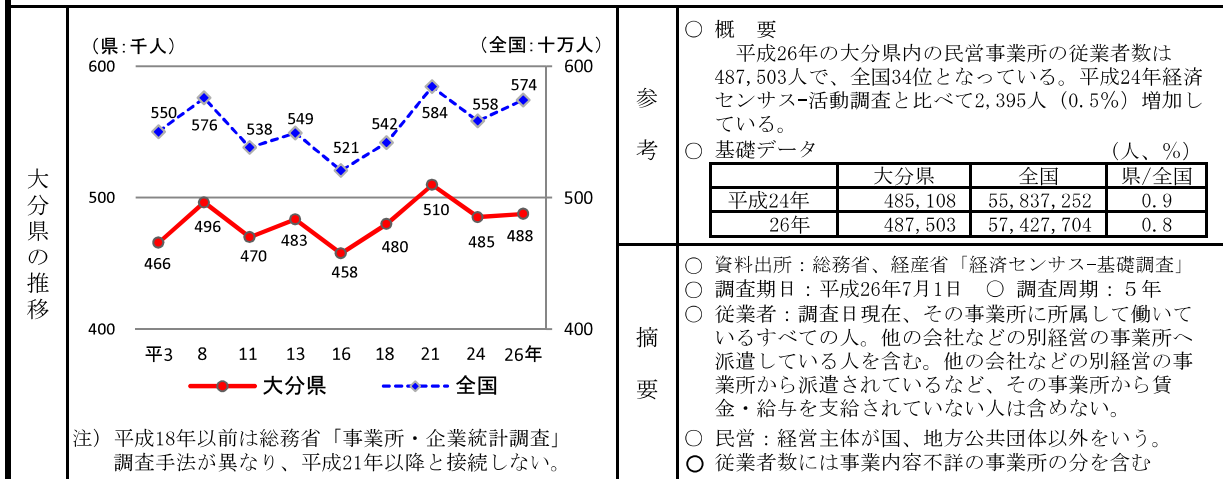 大分県の推移
（県：千人）
（全国：十万人）
600
600
500
500
400
400
550
576
538
549
521
542
584
558
574
466
496
470
483
458
480
510
485
488
平3 8 11 13 16 18 21 24 26年
大分県 全国
注）平成18年以前は総務省「事業所・企業統計調査」
調査手法が異なり、平成21年以降と接続しない。
参考
○ 概　要
平成26年の大分県内の民営事業所の従業者数は
487,503人で、全国34位となっている。平成24年経済
センサス−活動調査と比べて2,395人（0.5%）増加し
ている。
○ 基礎データ （人、%）
大分県 全国 県/全国
平成24年 485,108 55,837,252 0.9
26年 487,503 57,427,704 0.8
摘要
○ 資料出所：総務省、経産省「経済センサス−基礎調査」
○ 調査期日：平成26年7月1日　○ 調査周期：５年
○ 従業者：調査日現在、その事業所に所属して働いて
いるすべての人。他の会社などの別経営の事業所へ
派遣している人を含む。他の会社などの別経営の事
業所から派遣されているなど、その事業所から賃
金・給与を支給されていない人は含めない。
○ 民営：経営主体が国、地方公共団体以外をいう。
○ 従業者数には事業内容不詳の事業所の分を含む